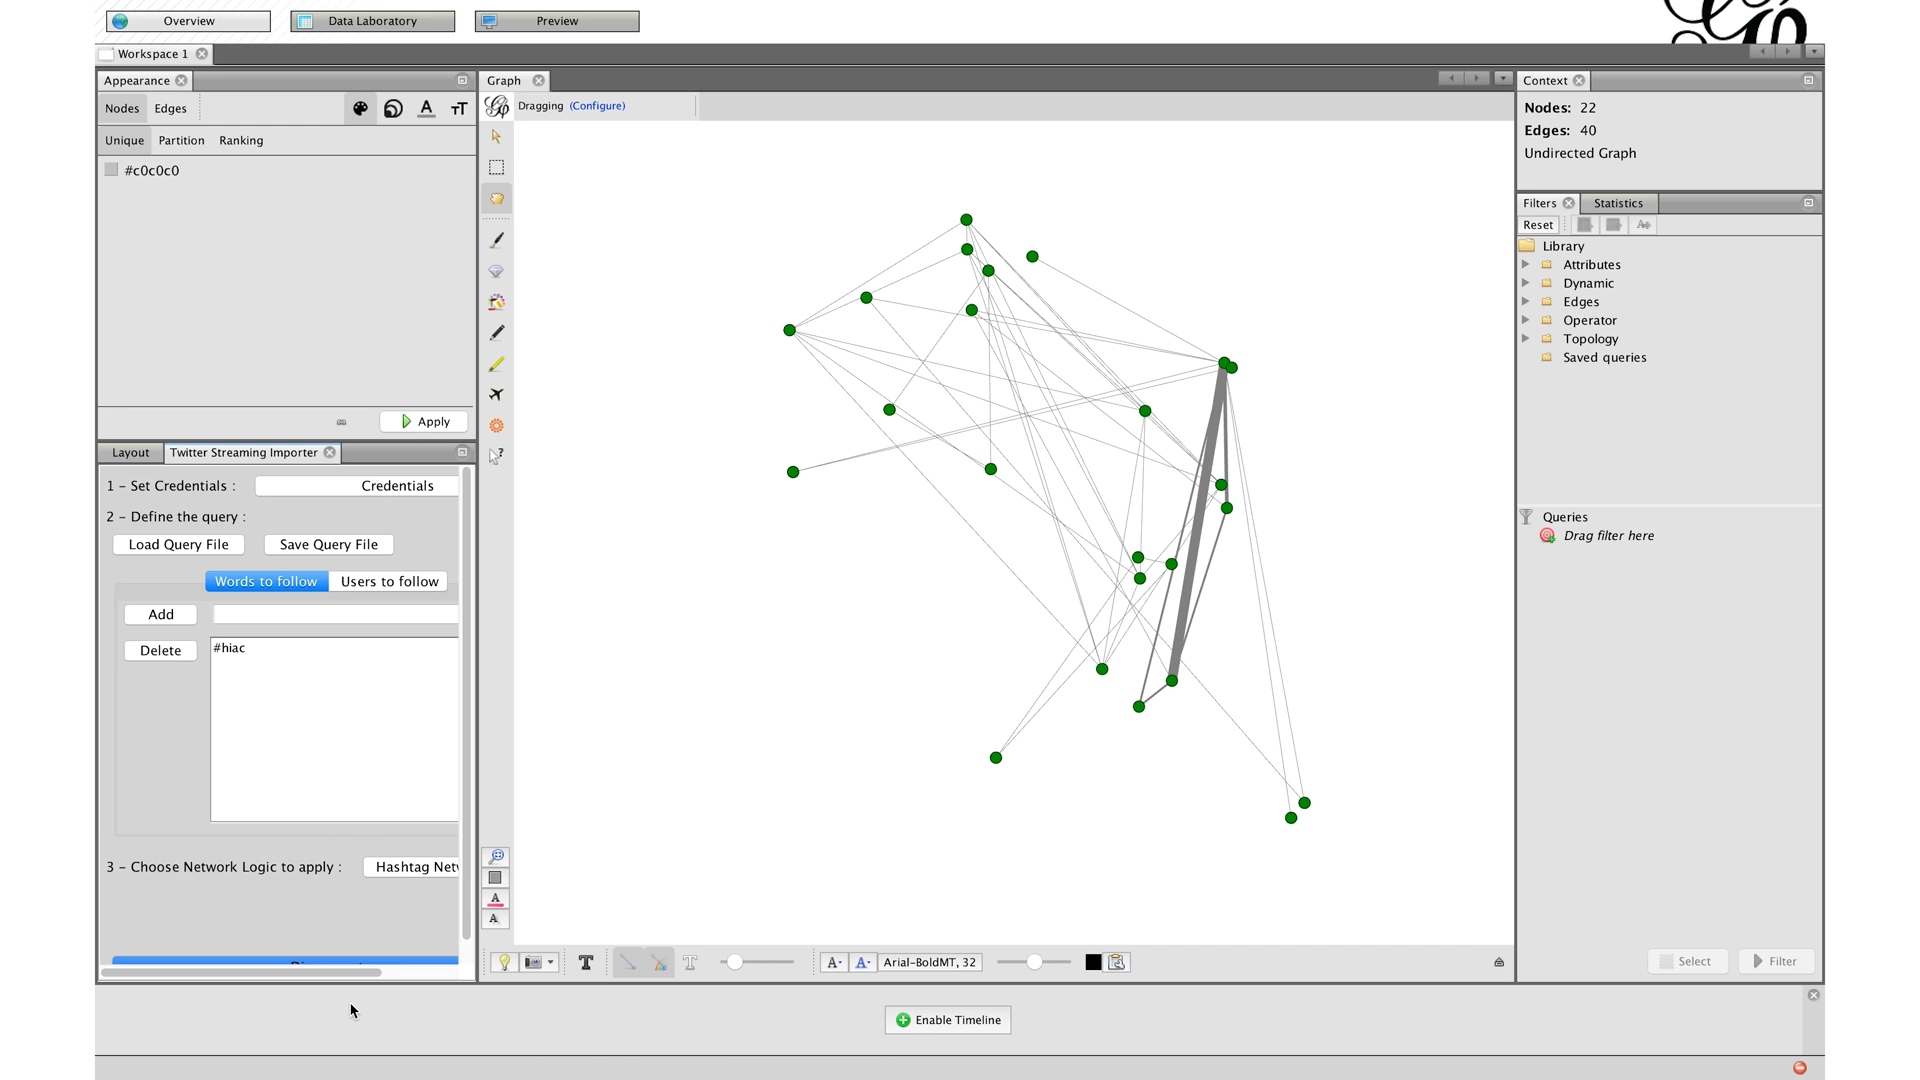 Overview
Data Laboratory
Preview
Workspace 1
Appearance
Graph
Context
Nodes
Edges
Dragging (Configure)
Nodes: 22
Edges: 40
Undirected Graph
Unique
Partition
Ranking
#c0c0c0
Filters
Statistics
Reset
Library
Attributes
Dynamic
Edges
Operator
Topology
Saved queries
Apply
Layout
Twitter Streaming Importer
1 - Set Credentials :
Credentials
2 - Define the query :
Load Query File
Save Query File
Words to follow
Users to follow
Add
Delete
#hiac
3 - Choose Network Logic to apply :
Queries
Drag filter here
Arial-BoldMT, 32
Select
Filter
Enable Timeline